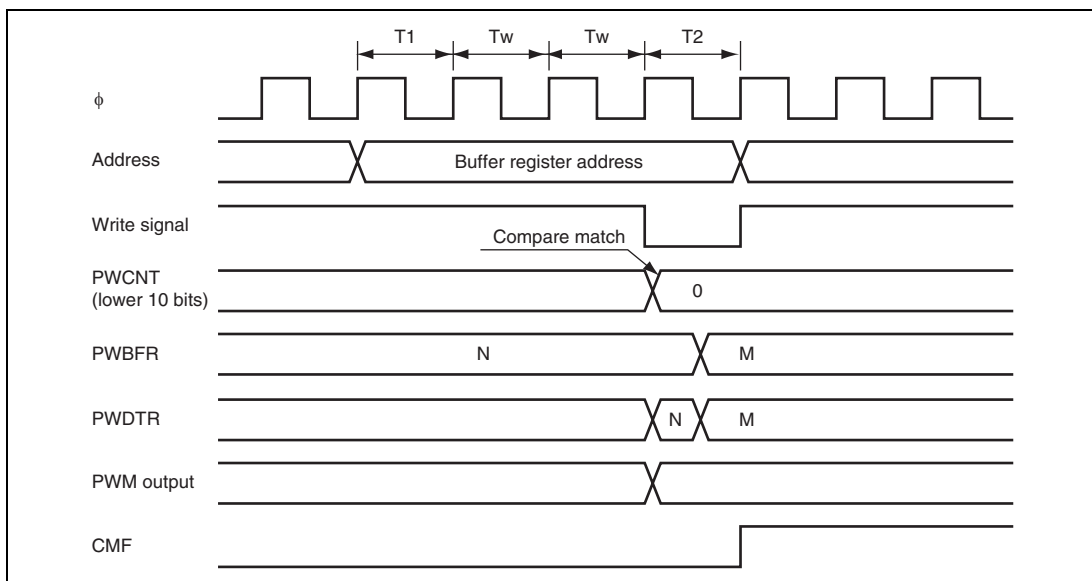 T1 Tw Tw T2
ϕ
Address Buffer register address
Write signal
Compare match
PWCNT
(lower 10 bits) 0
PWBFR N M
PWDTR N M
PWM output
CMF